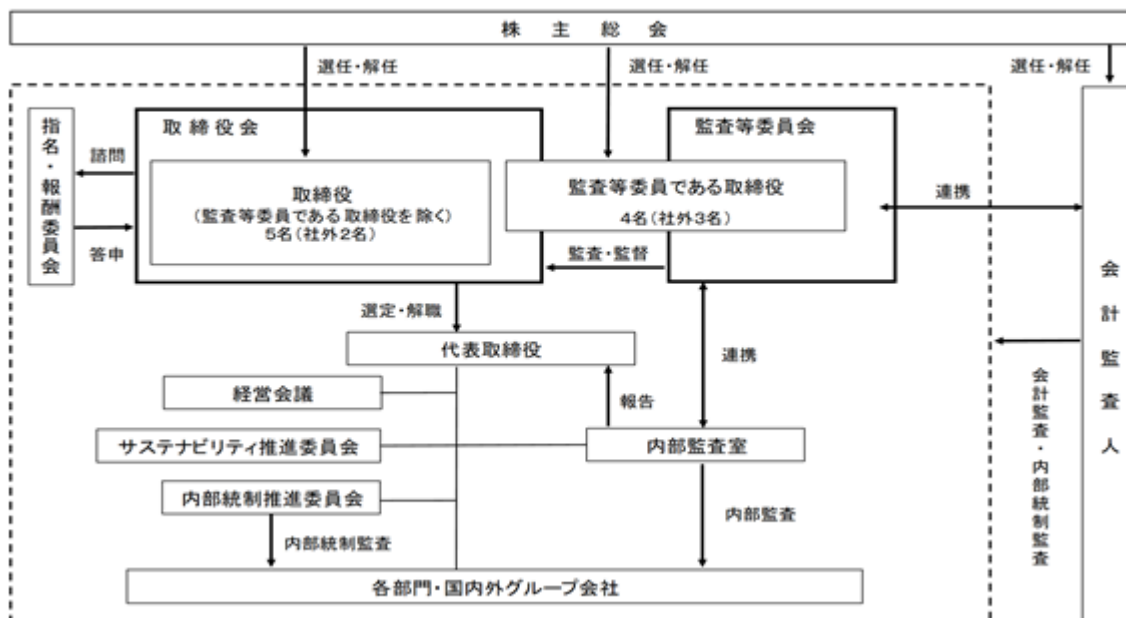 株主総会
選任・解任
選任・解任
選任・解任
指名・報酬委員会
諮問
答申
取締役会
取締役
(監査等委員である取締役を除く)
5名(社外2名)
監査等委員会
監査等委員である取締役
4名(社外3名)
監査・監督
連携
会計監査人
選定・解職
代表取締役
連携
経営会議
報告
サステナビリティ推進委員会
内部監査室
内部統制推進委員会
内部統制監査
内部監査
会計監査・内部統制監査
各部門・国内外グループ会社